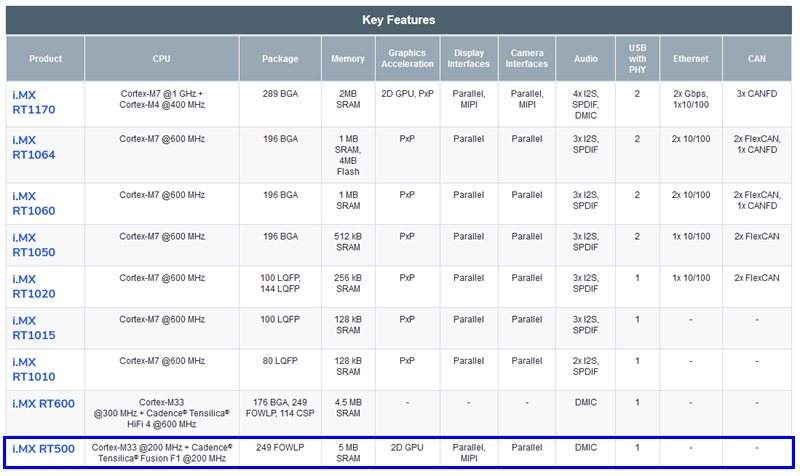 Key Features
Product CPU Package Memory Graphics Acceleration Display Interfaces Camera Interfaces Audio USB with PHY Ethernet CAN
i.MX RT1170 Cortex-M7 @1 GHz + Cortex-M4 @400 MHz 289 BGA 2MB SRAM 2D GPU, PxP Parallel, MIPI Parallel, MIPI 4x I2S, SPDIF, DMIC 2 2x Gbps, 1x10/100 3x CANFD
i.MX RT1064 Cortex-M7 @600 MHz 196 BGA 1 MB SRAM, 4MB Flash PxP Parallel Parallel 3x I2S, SPDIF 2 2x 10/100 2x FlexCAN, 1x CANFD
i.MX RT1060 Cortex-M7 @600 MHz 196 BGA 1 MB SRAM PxP Parallel Parallel 3x I2S, SPDIF 2 2x 10/100 2x FlexCAN, 1x CANFD
i.MX RT1050 Cortex-M7 @600 MHz 196 BGA 512 kB SRAM PxP Parallel Parallel 3x I2S, SPDIF 2 1x 10/100 2x FlexCAN
i.MX RT1020 Cortex-M7 @600 MHz 100 LQFP, 144 LQFP 256 kB SRAM PxP Parallel Parallel 3x I2S, SPDIF 1 1x 10/100 2x FlexCAN
i.MX RT1015 Cortex-M7 @600 MHz 100 LQFP 128 kB SRAM PxP Parallel Parallel 3x I2S, SPDIF 1 - -
i.MX RT1010 Cortex-M7 @600 MHz 80 LQFP 128 kB SRAM PxP Parallel Parallel 2x I2S, SPDIF 1 - -
i.MX RT600 Cortex-M33 @300 MHz + Cadence® Tensilica® HiFi 4 @600 MHz 176 BGA, 249 FOWLP, 114 CSP 4.5 MB SRAM - - - DMIC 1 - -
i.MX RT500 Cortex-M33 @200 MHz + Cadence® Tensilica® Fusion F1 @200 MHz 249 FOWLP 5 MB SRAM 2D GPU Parallel, MIPI Parallel DMIC 1 - -